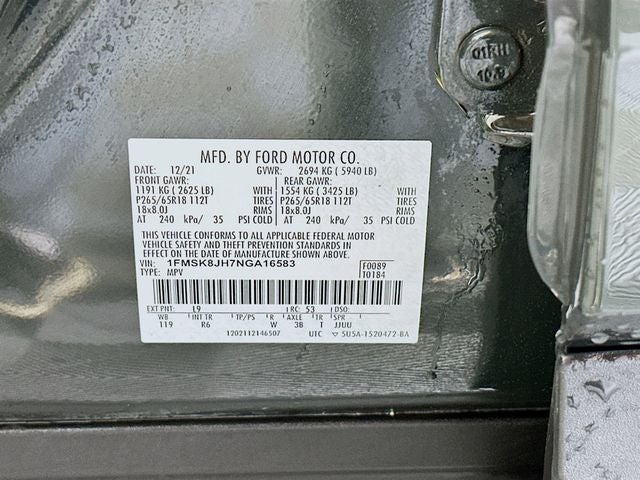 01RH
10.9
MFD. BY FORD MOTOR CO.
DATE: 12/21 GVWR: 2694 KG ( 5940 LB)
FRONT GAWR: REAR GAWR:
1191 KG ( 2625 LB) WITH 1554 KG ( 3425 LB) WITH
P265/65R18 112T TIRES P265/65R18 112T TIRES
18x8.0J RIMS 18x8.0J RIMS
AT 240 kPa/ 35 PSI COLD AT 240 kPa/ 35 PSI COLD
THIS VEHICLE CONFORMS TO ALL APPLICABLE FEDERAL MOTOR
VEHICLE SAFETY AND THEFT PREVENTION STANDARDS IN
EFFECT ON THE DATE OF MANUFACTURE SHOWN ABOVE.
VIN: 1FMSK8JH7NGA16583 F0089
TYPE: MPV T0184
EXT PNT: L9 RC: 53 DSO:
WB INT TR TP/PS R AXLE TR SPR
119 R6 W 3B T JJUU
1202112146507 UTC 5U5A-1520472-BA